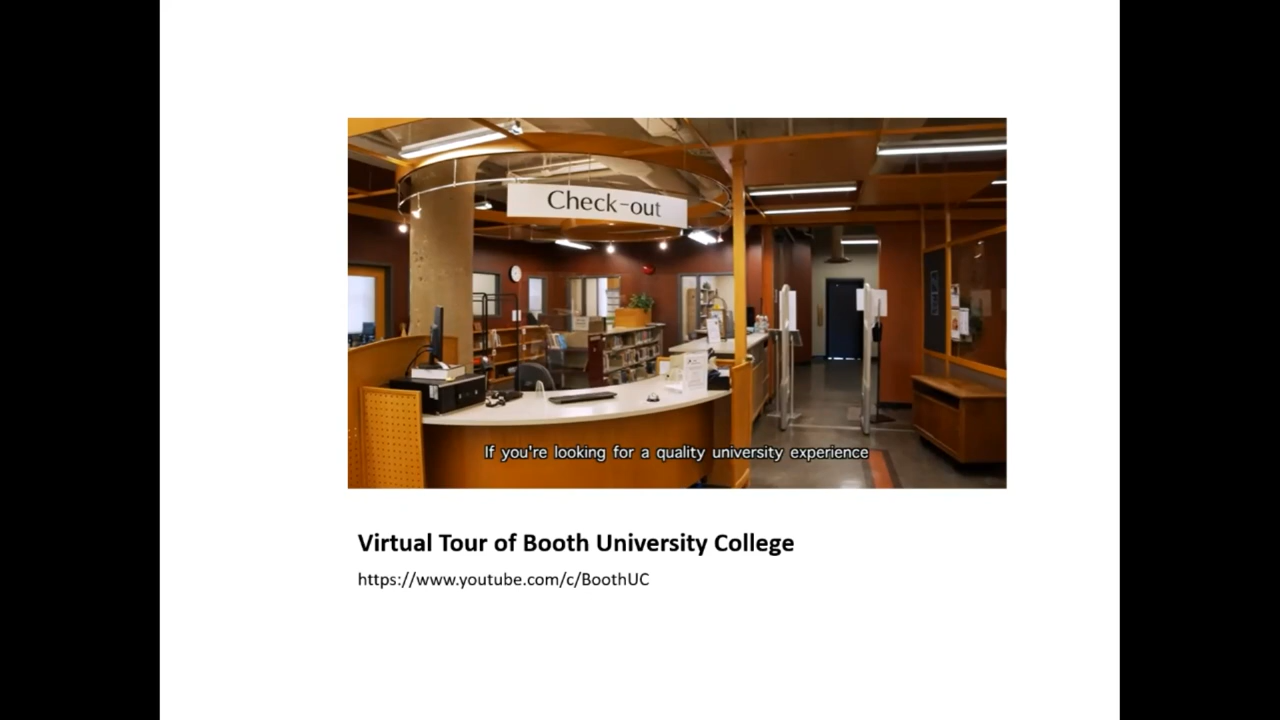 Check-out
If you're looking for a quality university experience
Virtual Tour of Booth University College
https://www.youtube.com/c/BoothUC